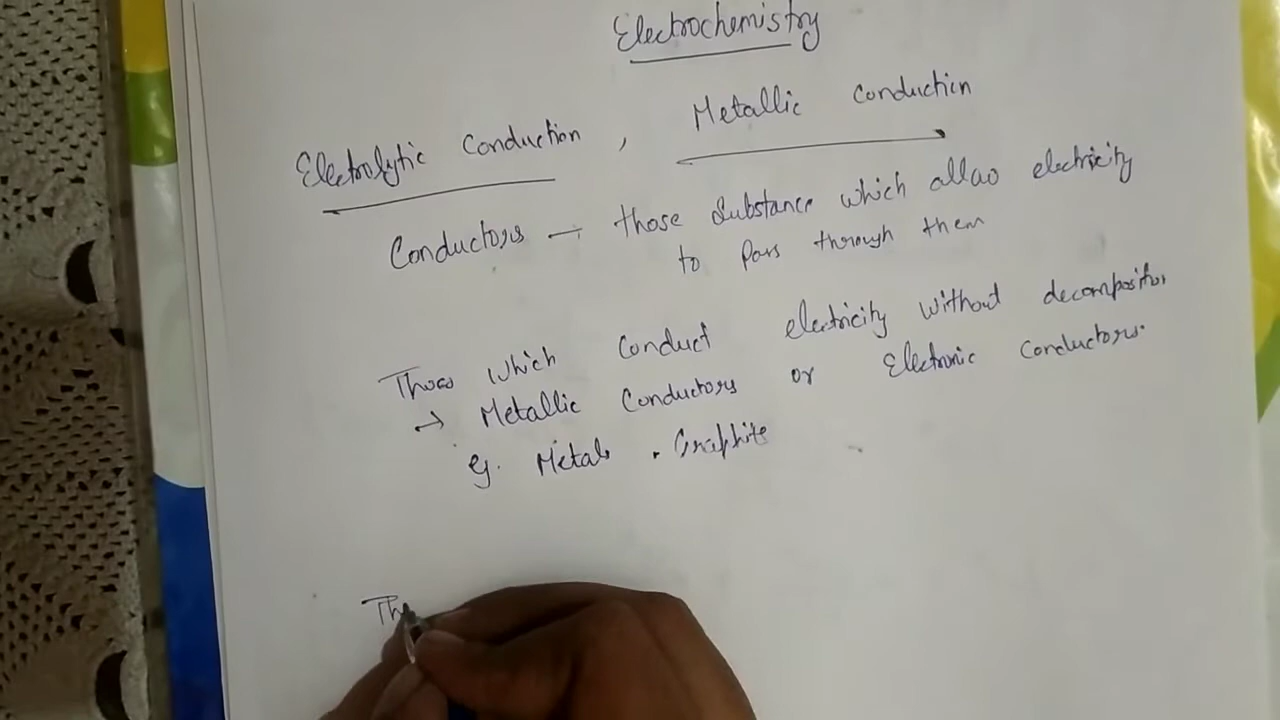 Electrochemistry
Electrolytic Conduction , Metallic Conduction
Conductors — those substance which allao electricity
to pass through them
Those which conduct electricity without decomposition
→ Metallic Conductors or Electronic Conductors.
eg. Metals , Graphite
Th